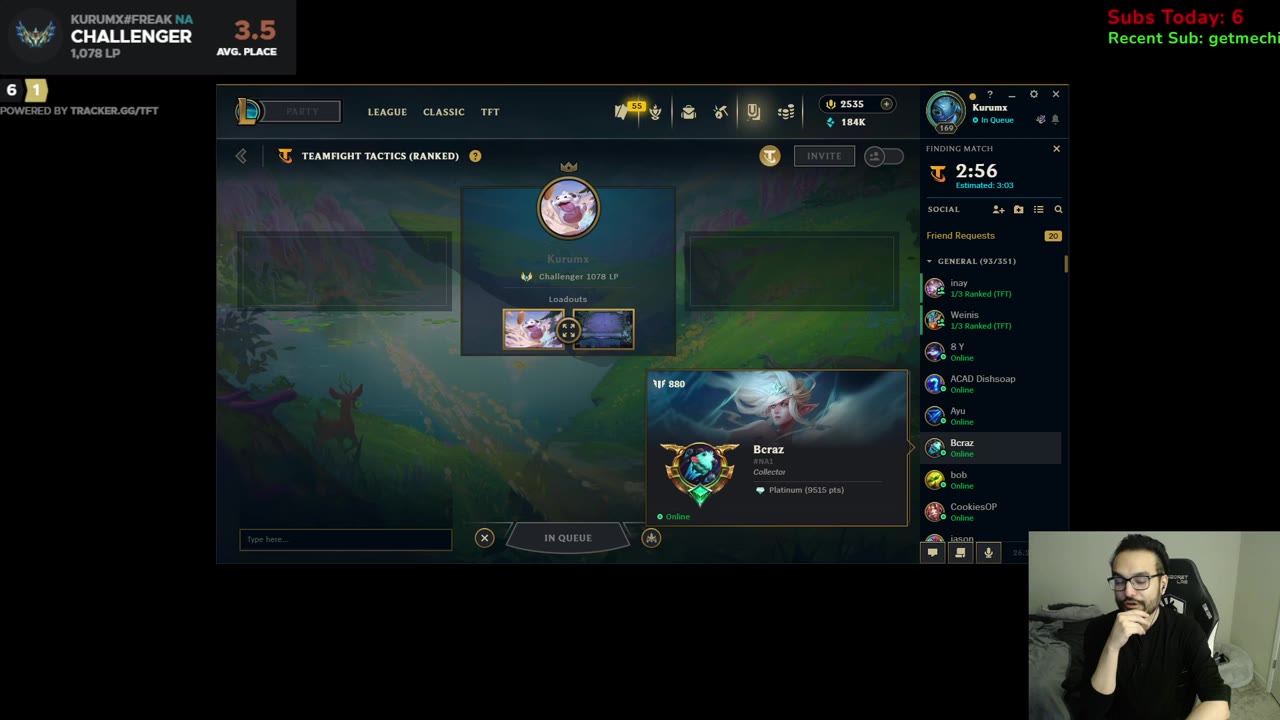 KURUMX#FREAK NA
CHALLENGER
1,078 LP
3.5
AVG. PLACE
6 1
POWERED BY TRACKER.GG/TFT
Subs Today: 6
Recent Sub: getmechi
PARTY
LEAGUE CLASSIC TFT
55
2535
184K
169
Kurumx
In Queue
TEAMFIGHT TACTICS (RANKED)
INVITE
FINDING MATCH
2:56
Estimated: 3:03
SOCIAL
Friend Requests 20
GENERAL (93/351)
inay
1/3 Ranked (TFT)
Weinis
1/3 Ranked (TFT)
8 Y
Online
ACAD Dishsoap
Online
Ayu
Online
Bcraz
Online
bob
Online
CookiesOP
Online
jason
Kurumx
Challenger 1078 LP
Loadouts
880
Bcraz
#NA1
Collector
Platinum (9515 pts)
Online
Type here...
IN QUEUE